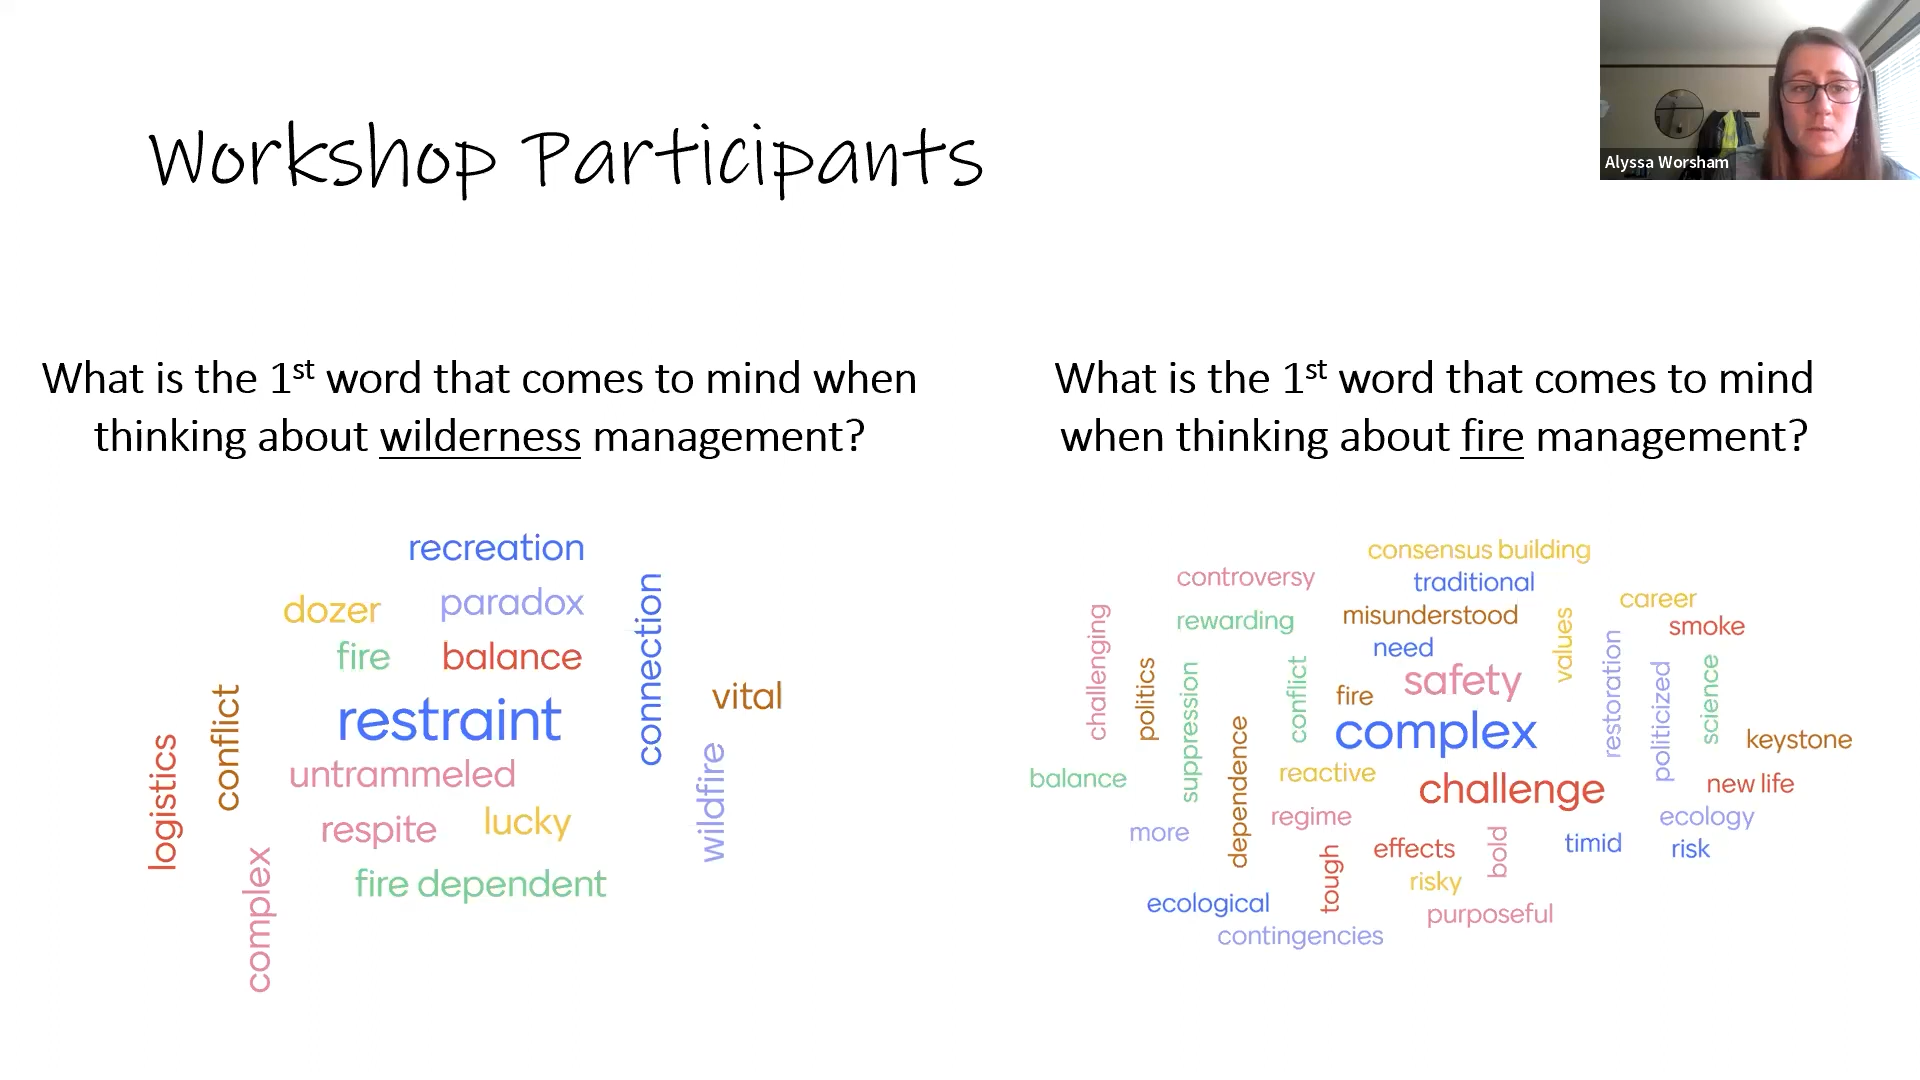 Workshop Participants
Alyssa Worsham
What is the 1st word that comes to mind when
thinking about wilderness management?
recreation
dozer
paradox
connection
fire
balance
vital
conflict
restraint
logistics
untrammeled
wildfire
respite
lucky
complex
fire dependent
What is the 1st word that comes to mind
when thinking about fire management?
consensus building
controversy
traditional
career
challenging
rewarding
misunderstood
values
smoke
need
restoration
politics
suppression
conflict
fire
safety
politicized
science
complex
keystone
dependence
balance
reactive
challenge
new life
more
regime
ecology
effects
bold
timid
risk
tough
risky
ecological
purposeful
contingencies